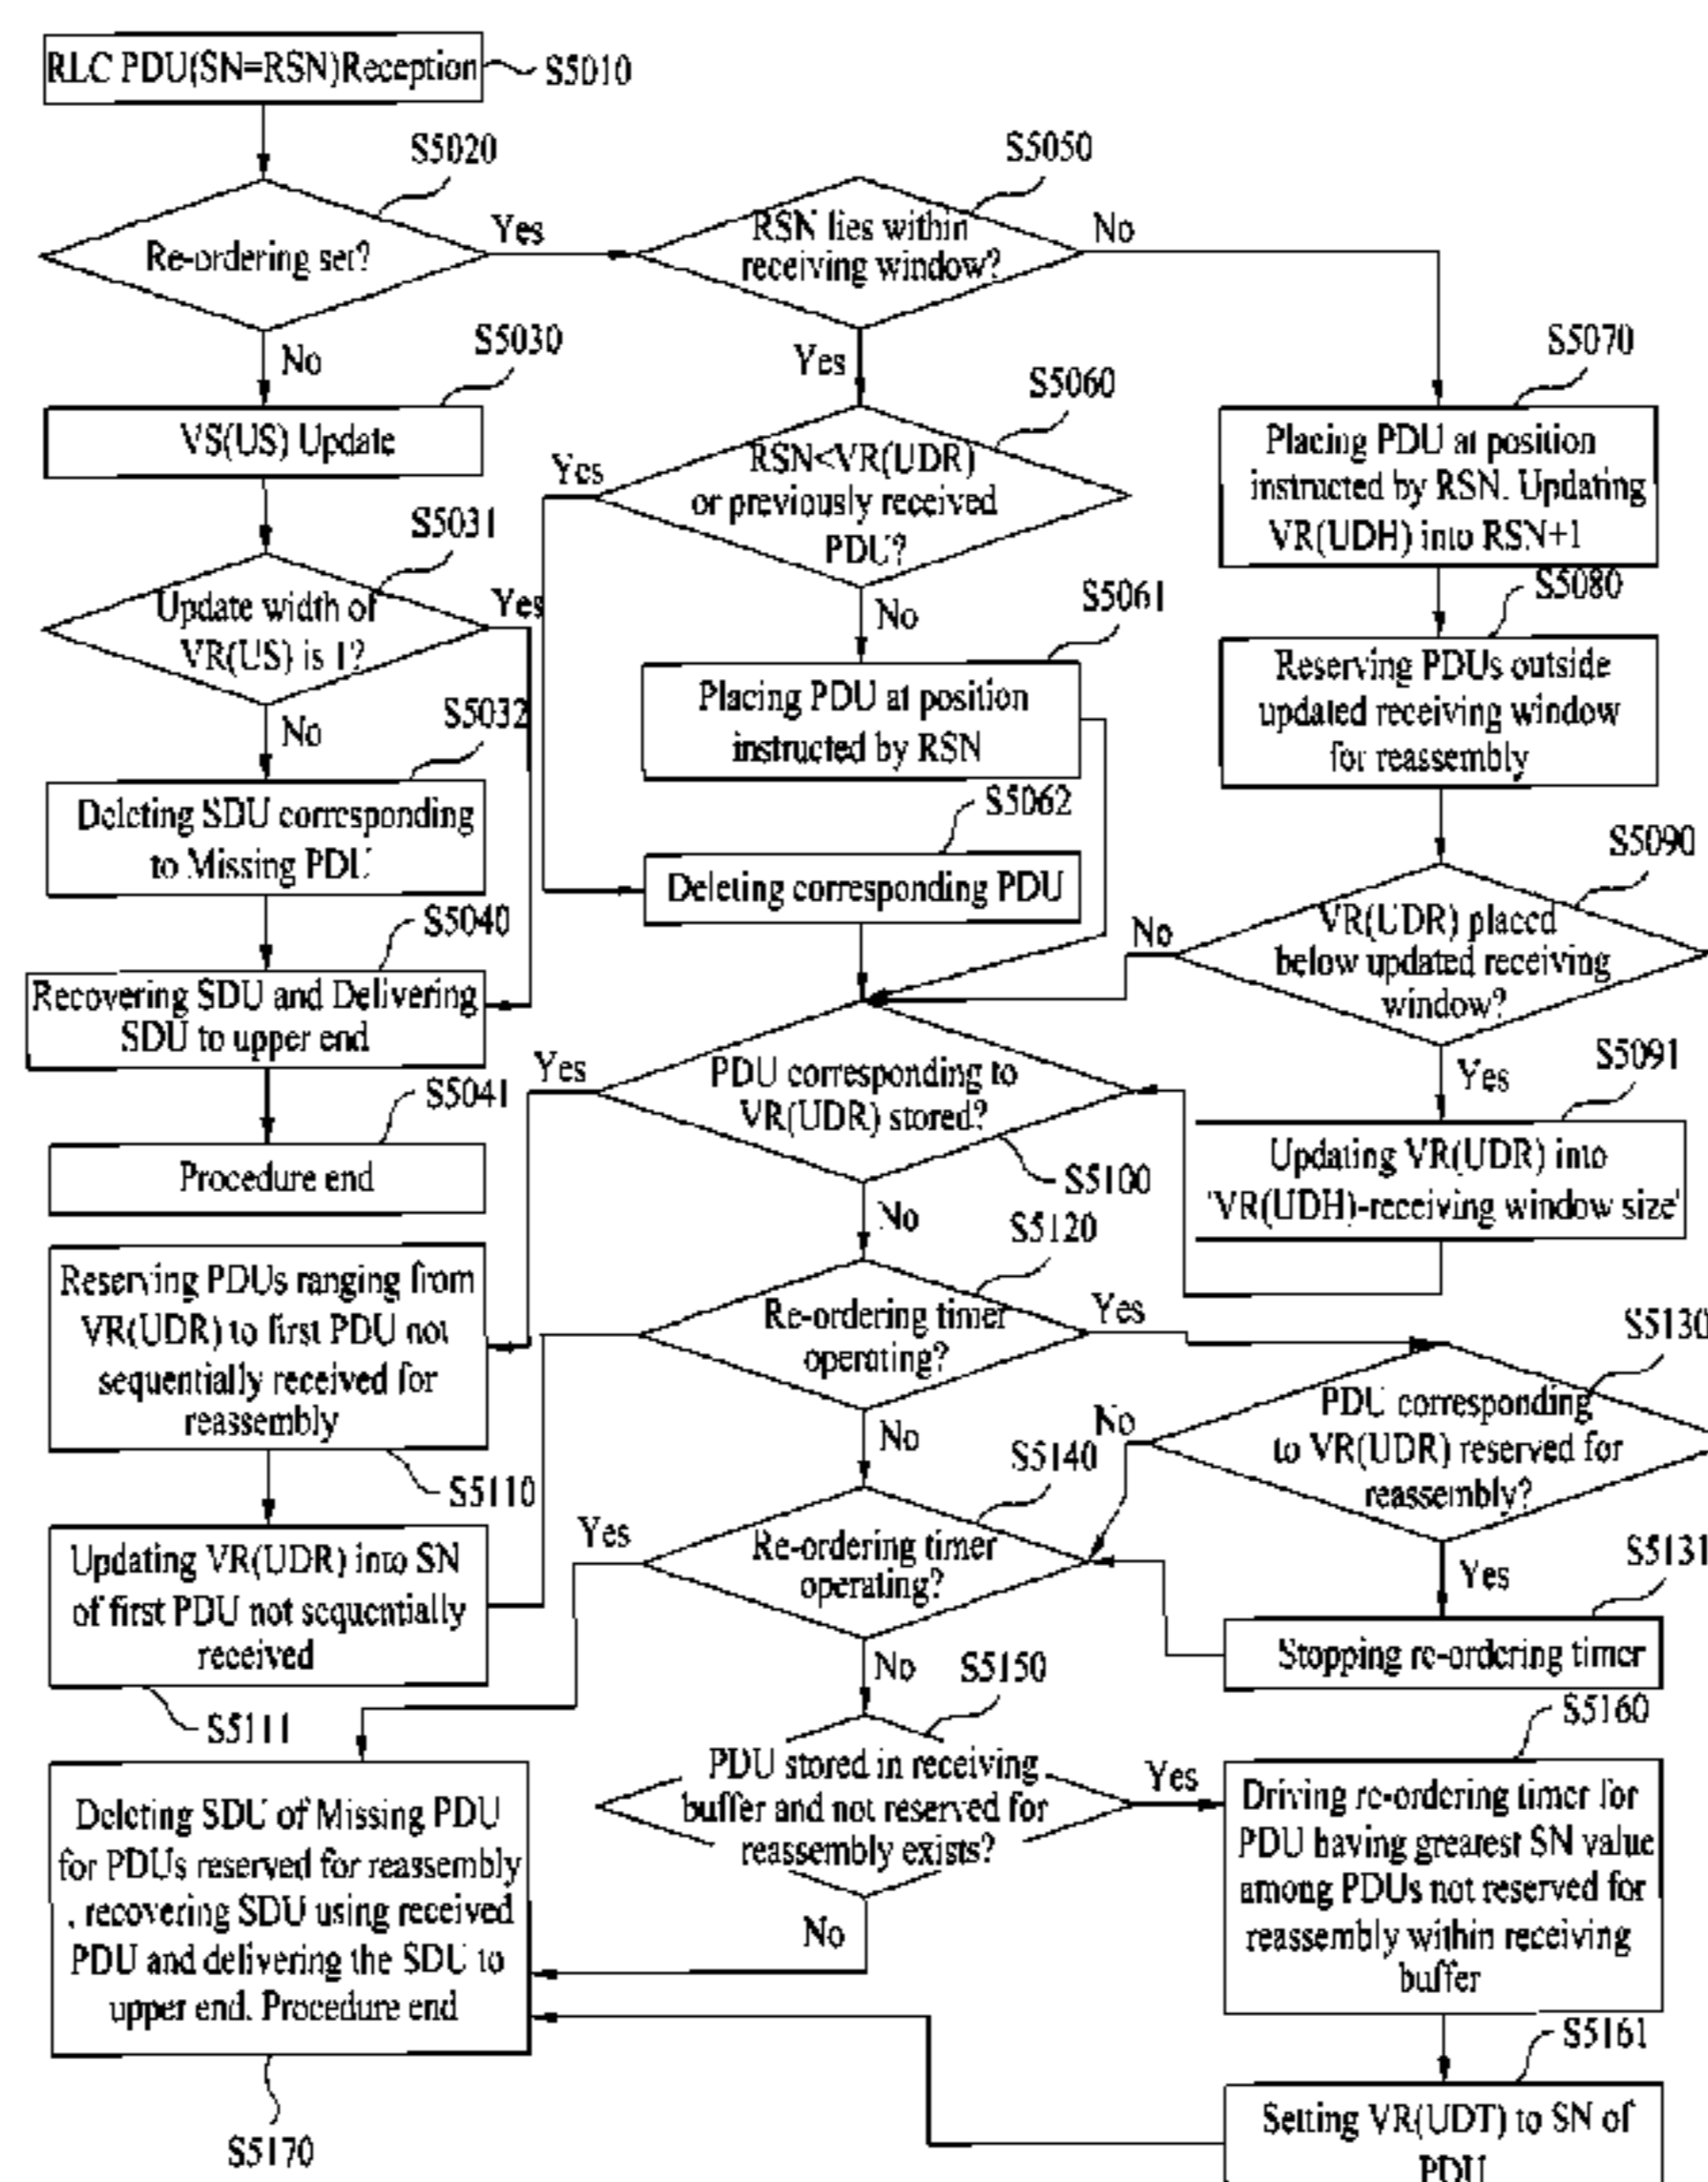 RLC PDU(SN=RSN)Reception
S5010
S5020
Re-ordering set?
Yes
No
S5050
RSN lies within
receiving window?
No
Yes
S5030
VS(US) Update
S5031
Update width of
VR(US) is 1?
Yes
No
S5032
Deleting SDU corresponding
to Missing PDU
S5040
Recovering SDU and Delivering
SDU to upper end
S5041
Procedure end
S5060
RSN<VR(UDR)
or previously received
PDU?
Yes
No
S5061
Placing PDU at position
instructed by RSN
S5062
Deleting corresponding PDU
S5070
Placing PDU at position
instructed by RSN. Updating
VR(UDH) into RSN+1
S5080
Reserving PDUs outside
updated receiving window
for reassembly
S5090
VR(UDR) placed
below updated receiving
window?
No
Yes
S5091
Updating VR(UDR) into
'VR(UDH)-receiving window size'
PDU corresponding to
VR(UDR) stored?
Yes
S5100
No
Reserving PDUs ranging from
VR(UDR) to first PDU not
sequentially received for
reassembly
S5110
Updating VR(UDR) into SN
of first PDU not sequentially
received
S5111
S5120
Re-ordering timer
operating?
Yes
No
S5130
PDU corresponding
to VR(UDR) reserved for
reassembly?
No
Yes
S5131
Stopping re-ordering timer
S5140
Re-ordering timer
operating?
Yes
No
S5150
PDU stored in receiving
buffer and not reserved for
reassembly exists?
Yes
No
S5160
Driving re-ordering timer for
PDU having greatest SN value
among PDUs not reserved for
reassembly within receiving
buffer
S5161
Setting VR(UDT) to SN of
PDU
Deleting SDU of Missing PDU
for PDUs reserved for reassembly
, recovering SDU using received
PDU and delivering the SDU to
upper end. Procedure end
S5170